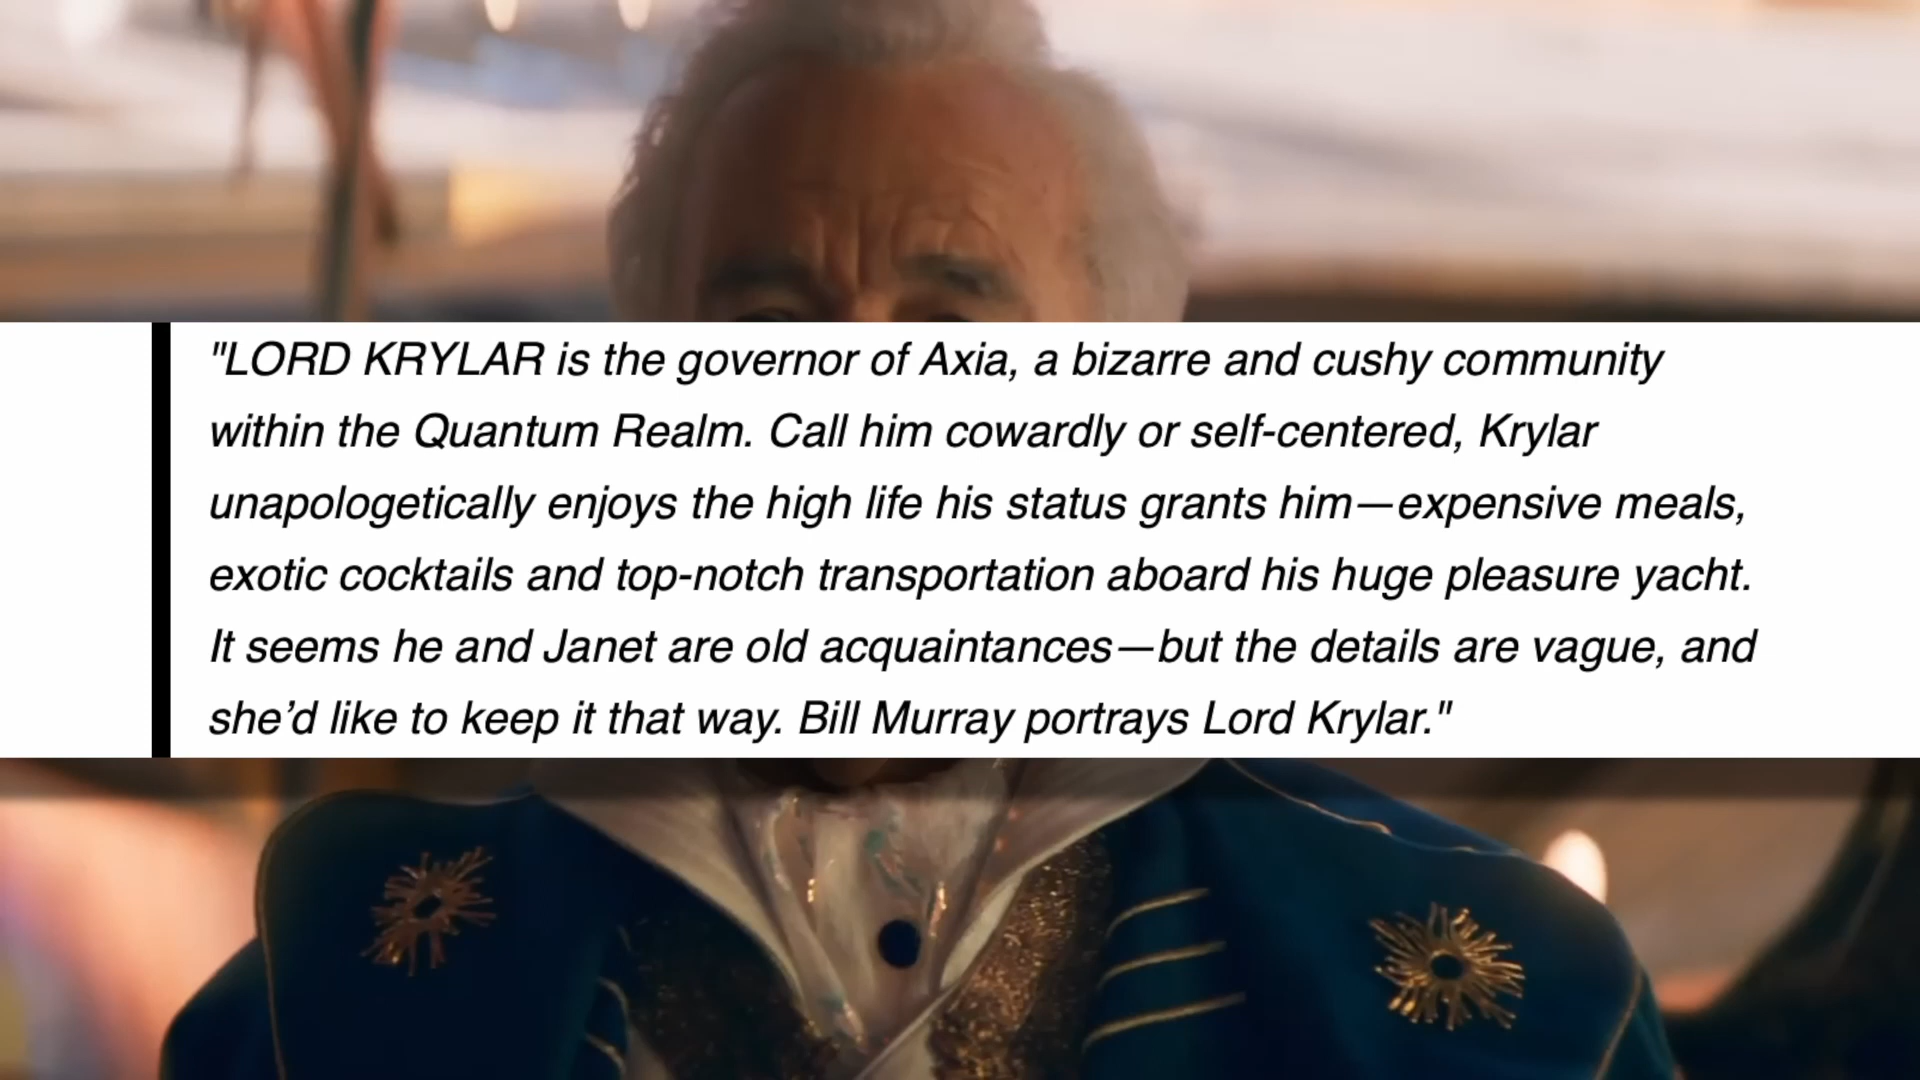 "LORD KRYLAR is the governor of Axia, a bizarre and cushy community
within the Quantum Realm. Call him cowardly or self-centered, Krylar
unapologetically enjoys the high life his status grants him—expensive meals,
exotic cocktails and top-notch transportation aboard his huge pleasure yacht.
It seems he and Janet are old acquaintances—but the details are vague, and
she’d like to keep it that way. Bill Murray portrays Lord Krylar."